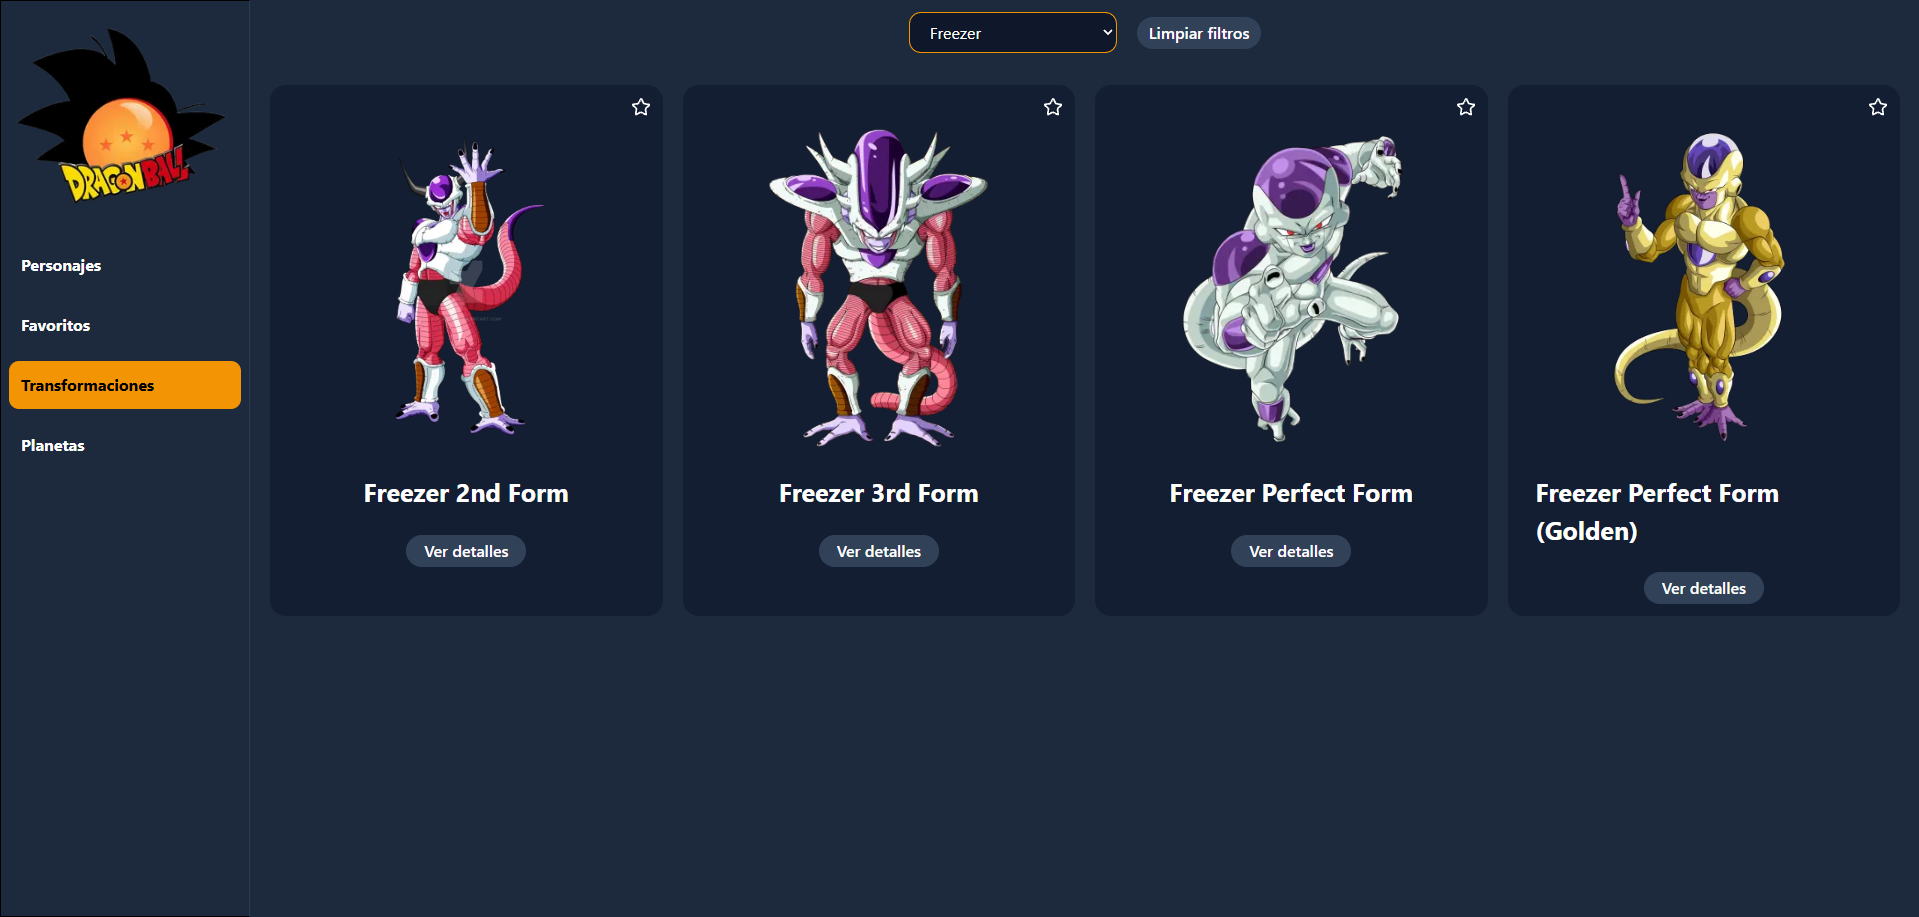 DRAGON BALL
Personajes
Favoritos
Transformaciones
Planetas
Freezer
Limpiar filtros
Freezer 2nd Form
Ver detalles
Freezer 3rd Form
Ver detalles
Freezer Perfect Form
Ver detalles
Freezer Perfect Form
(Golden)
Ver detalles